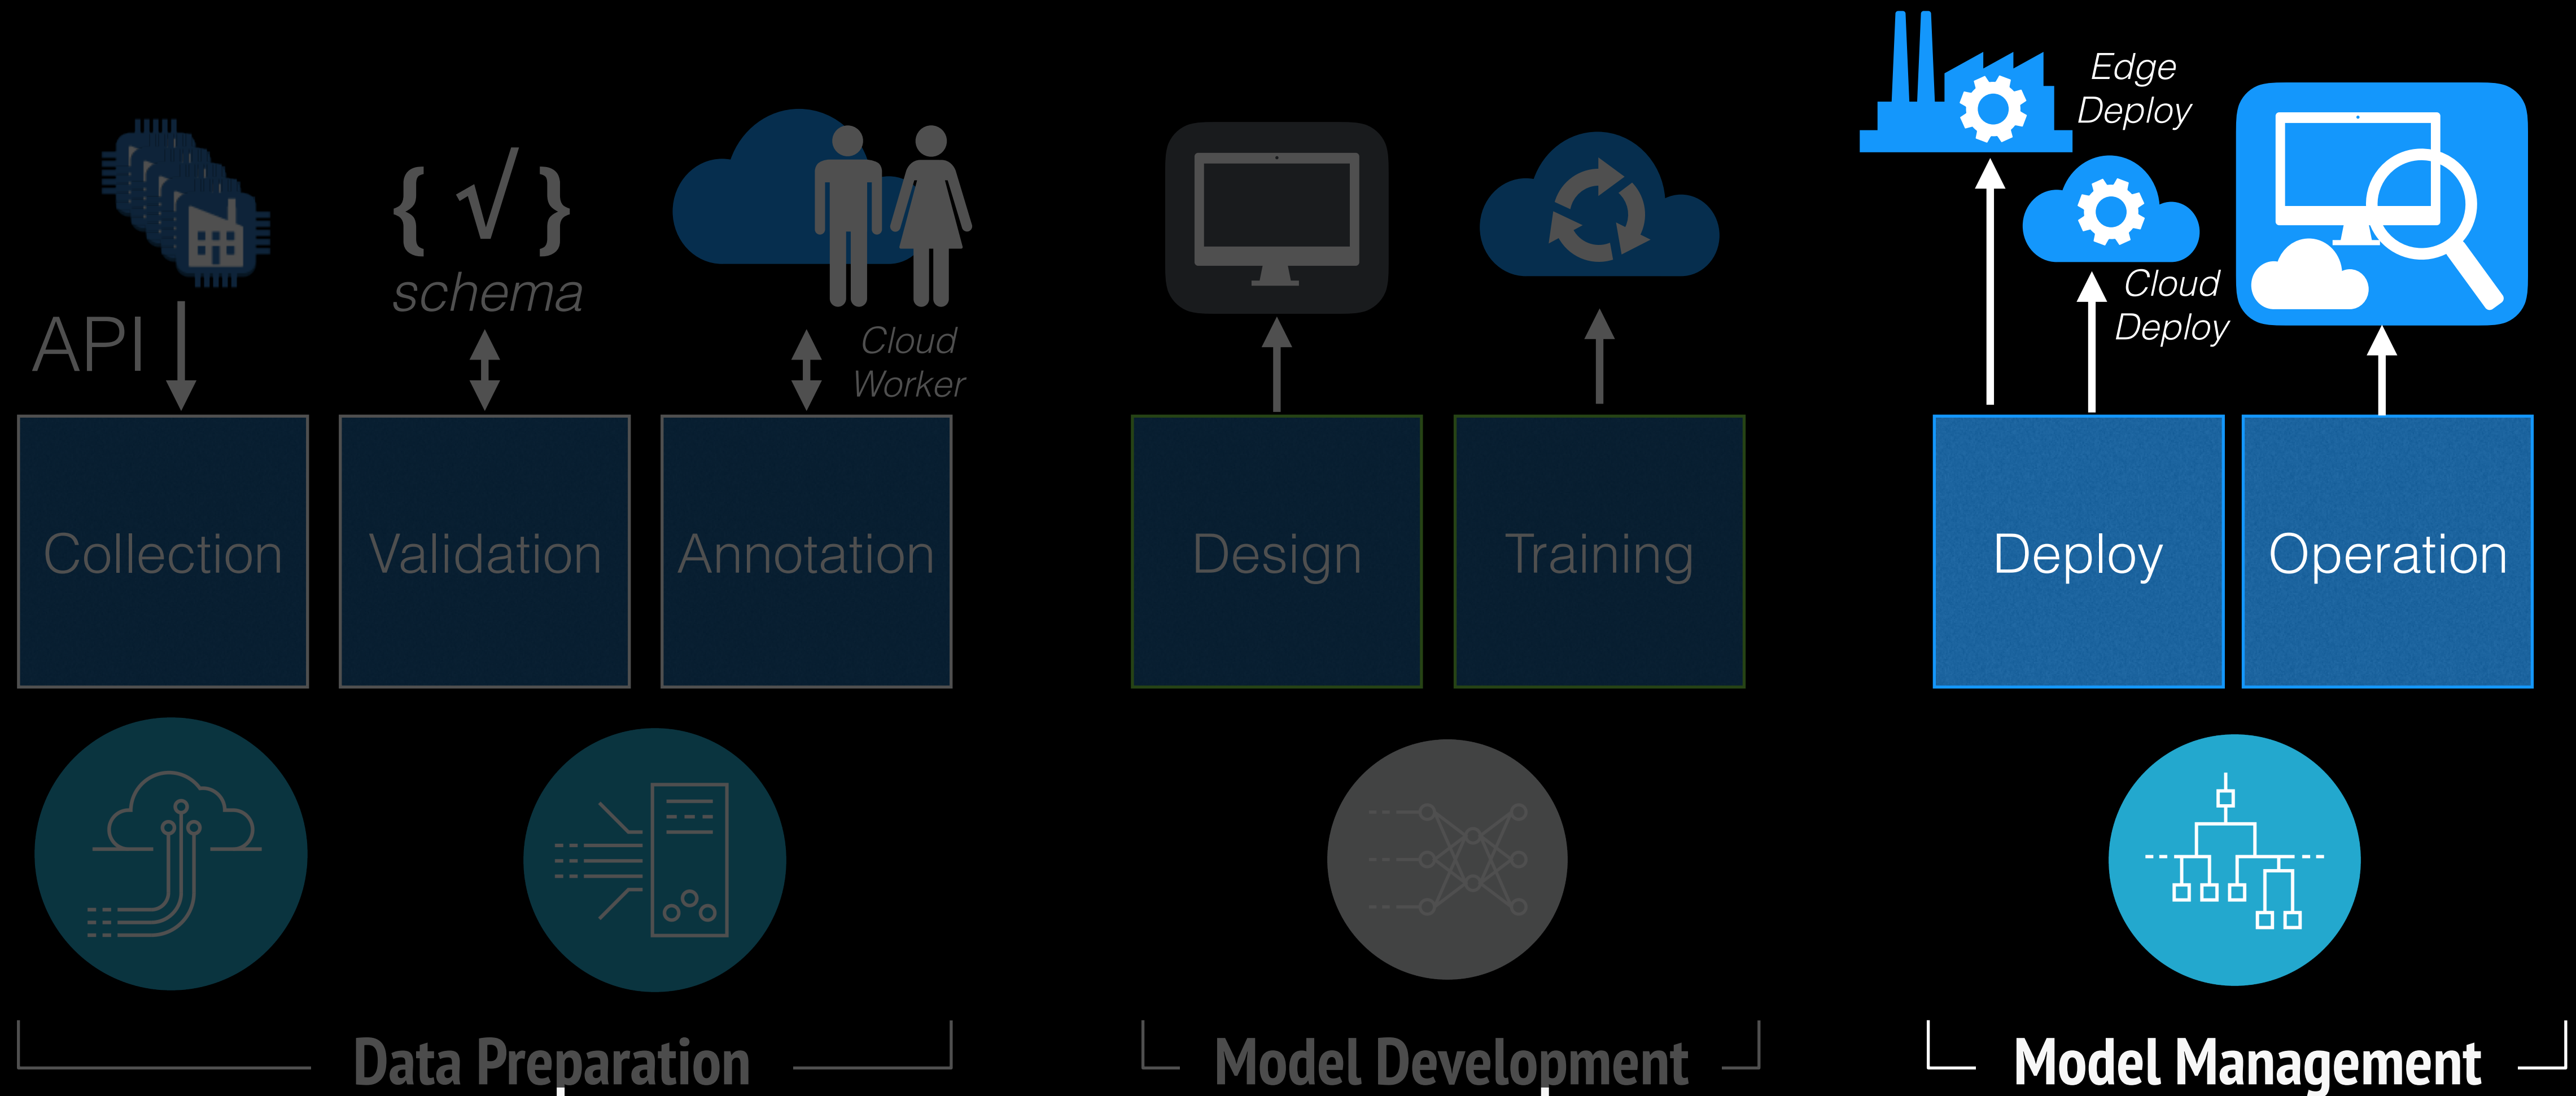 API
{ √ }
schema
Cloud
Worker
Edge
Deploy
Cloud
Deploy
Collection
Validation
Annotation
Design
Training
Deploy
Operation
Data Preparation
Model Development
Model Management